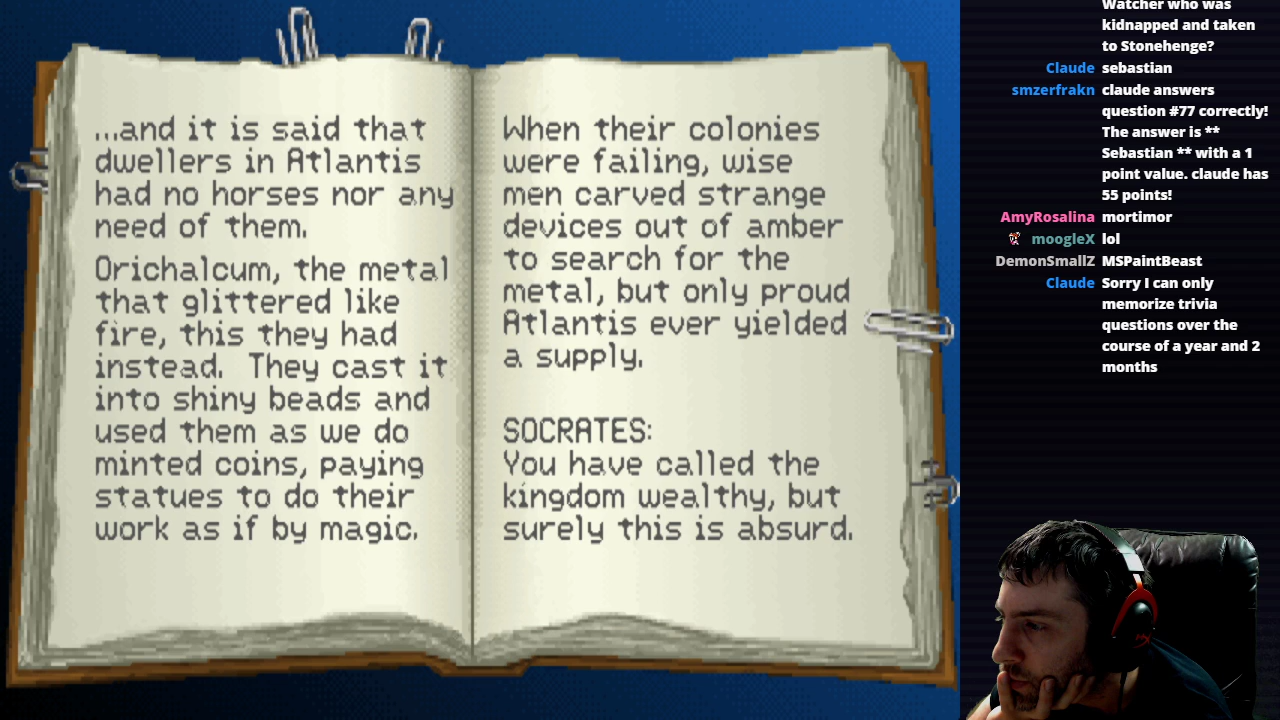 ...and it is said that
dwellers in Atlantis
had no horses nor any
need of them.
Orichalcum, the metal
that glittered like
fire, this they had
instead.  They cast it
into shiny beads and
used them as we do
minted coins, paying
statues to do their
work as if by magic.
When their colonies
were failing, wise
men carved strange
devices out of amber
to search for the
metal, but only proud
Atlantis ever yielded
a supply.
SOCRATES:
You have called the
kingdom wealthy, but
surely this is absurd.
Watcher who was
kidnapped and taken
to Stonehenge?
Claude sebastian
smzerfrakn claude answers
question #77 correctly!
The answer is **
Sebastian ** with a 1
point value. claude has
55 points!
AmyRosalina mortimor
moogleX lol
DemonSmallZ MSPaintBeast
Claude Sorry I can only
memorize trivia
questions over the
course of a year and 2
months